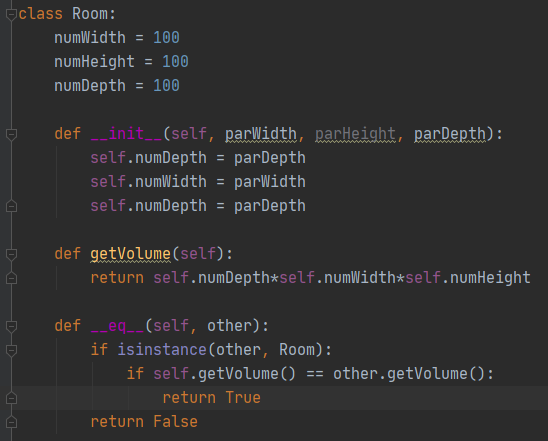 class Room:
    numWidth = 100
    numHeight = 100
    numDepth = 100

    def __init__(self, parWidth, parHeight, parDepth):
        self.numDepth = parDepth
        self.numWidth = parWidth
        self.numDepth = parDepth

    def getVolume(self):
        return self.numDepth*self.numWidth*self.numHeight

    def __eq__(self, other):
        if isinstance(other, Room):
            if self.getVolume() == other.getVolume():
                return True
        return False